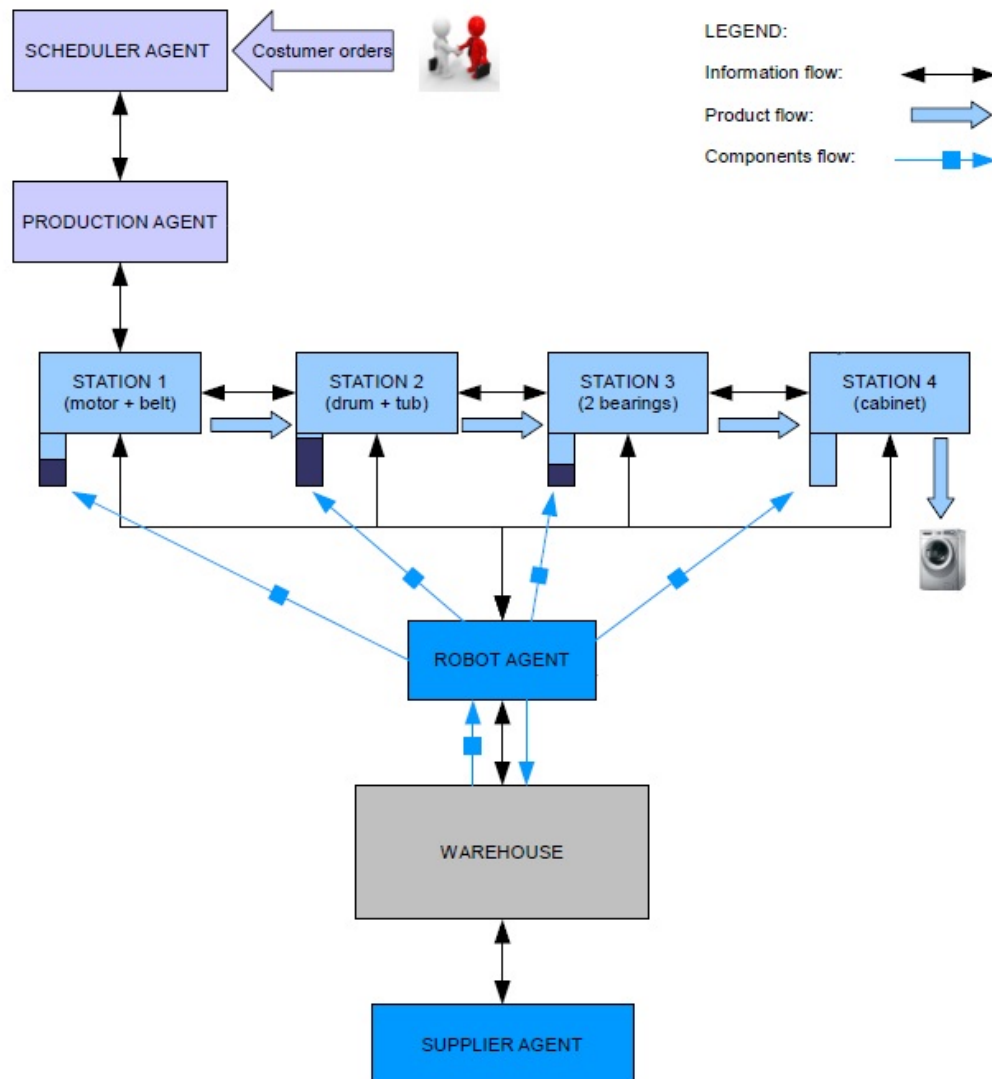 SCHEDULER AGENT
Costumer orders
LEGEND:
Information flow:
Product flow:
Components flow:
PRODUCTION AGENT
STATION 1
(motor + belt)
STATION 2
(drum + tub)
STATION 3
(2 bearings)
STATION 4
(cabinet)
ROBOT AGENT
WAREHOUSE
SUPPLIER AGENT